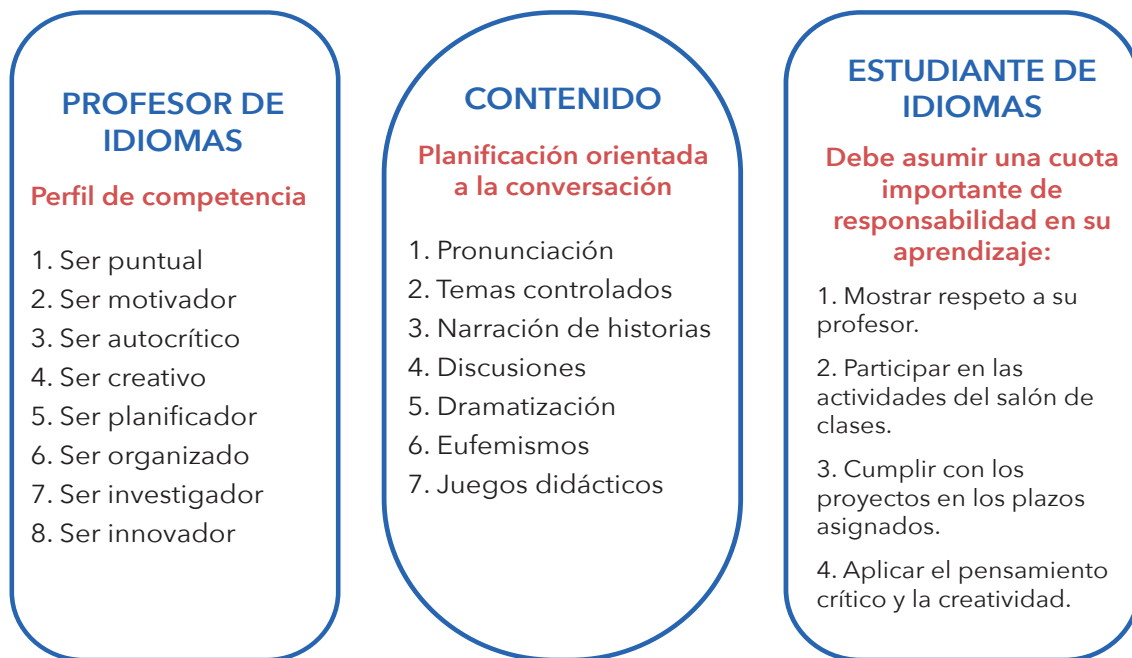 PROFESOR DE
IDIOMAS
Perfil de competencia
1. Ser puntual
2. Ser motivador
3. Ser autocrítico
4. Ser creativo
5. Ser planificador
6. Ser organizado
7. Ser investigador
8. Ser innovador
CONTENIDO
Planificación orientada
a la conversación
1. Pronunciación
2. Temas controlados
3. Narración de historias
4. Discusiones
5. Dramatización
6. Eufemismos
7. Juegos didácticos
ESTUDIANTE DE
IDIOMAS
Debe asumir una cuota
importante de
responsabilidad en su
aprendizaje:
1. Mostrar respeto a su
profesor.
2. Participar en las
actividades del salón de
clases.
3. Cumplir con los
proyectos en los plazos
asignados.
4. Aplicar el pensamiento
crítico y la creatividad.